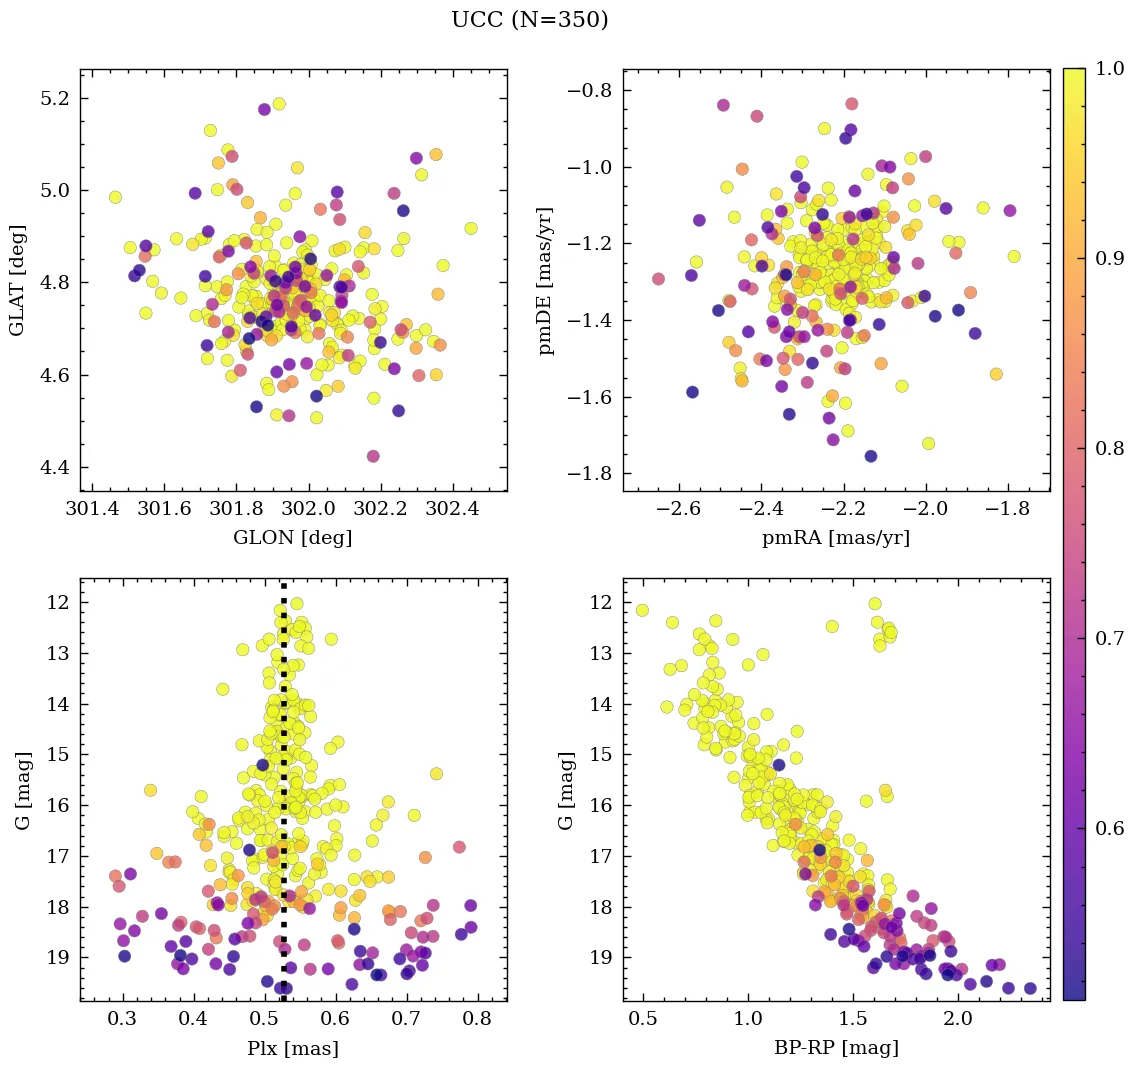 UCC (N=350)
5.2
5.0
4.8
4.6
4.4
GLAT [deg]
301.4 301.6 301.8 302.0 302.2 302.4
GLON [deg]
−0.8
−1.0
−1.2
−1.4
−1.6
−1.8
pmDE [mas/yr]
−2.6 −2.4 −2.2 −2.0 −1.8
pmRA [mas/yr]
12
13
14
15
16
17
18
19
G [mag]
0.3 0.4 0.5 0.6 0.7 0.8
Plx [mas]
12
13
14
15
16
17
18
19
G [mag]
0.5 1.0 1.5 2.0
BP-RP [mag]
1.0
0.9
0.8
0.7
0.6